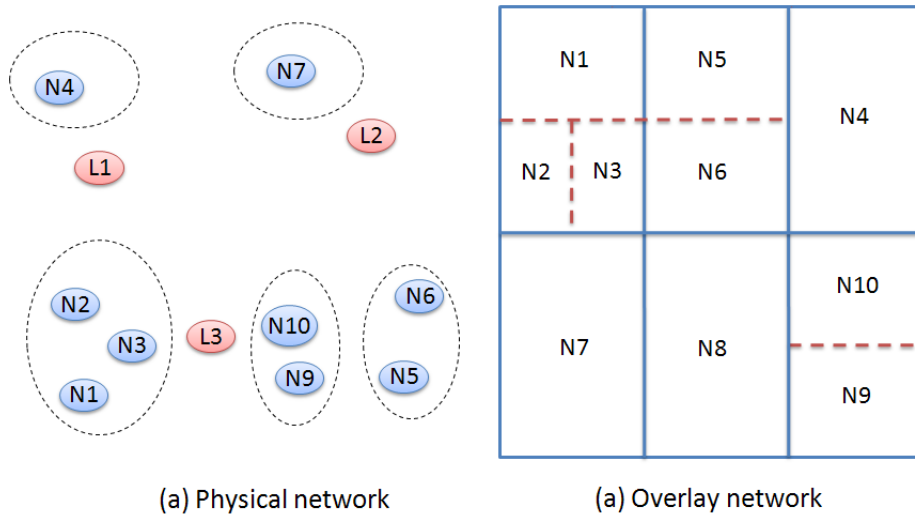 N4
N7
L1
L2
N2
N3
N1
L3
N10
N9
N6
N5
(a) Physical network
N1
N5
N4
N2
N3
N6
N7
N8
N10
N9
(a) Overlay network